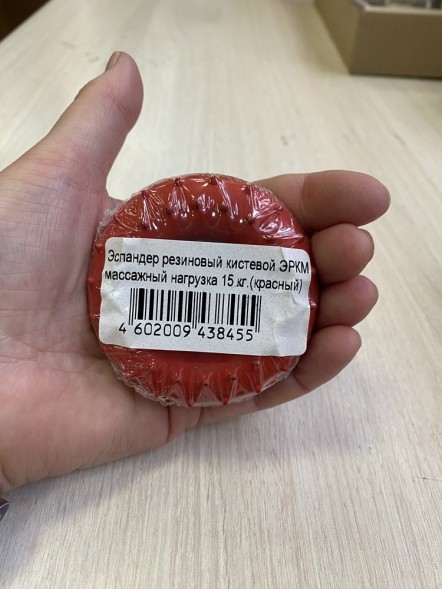 Эспандер резиновый кистевой ЭРКМ
массажный нагрузка 15.кг.(красный)
4 602009 438455